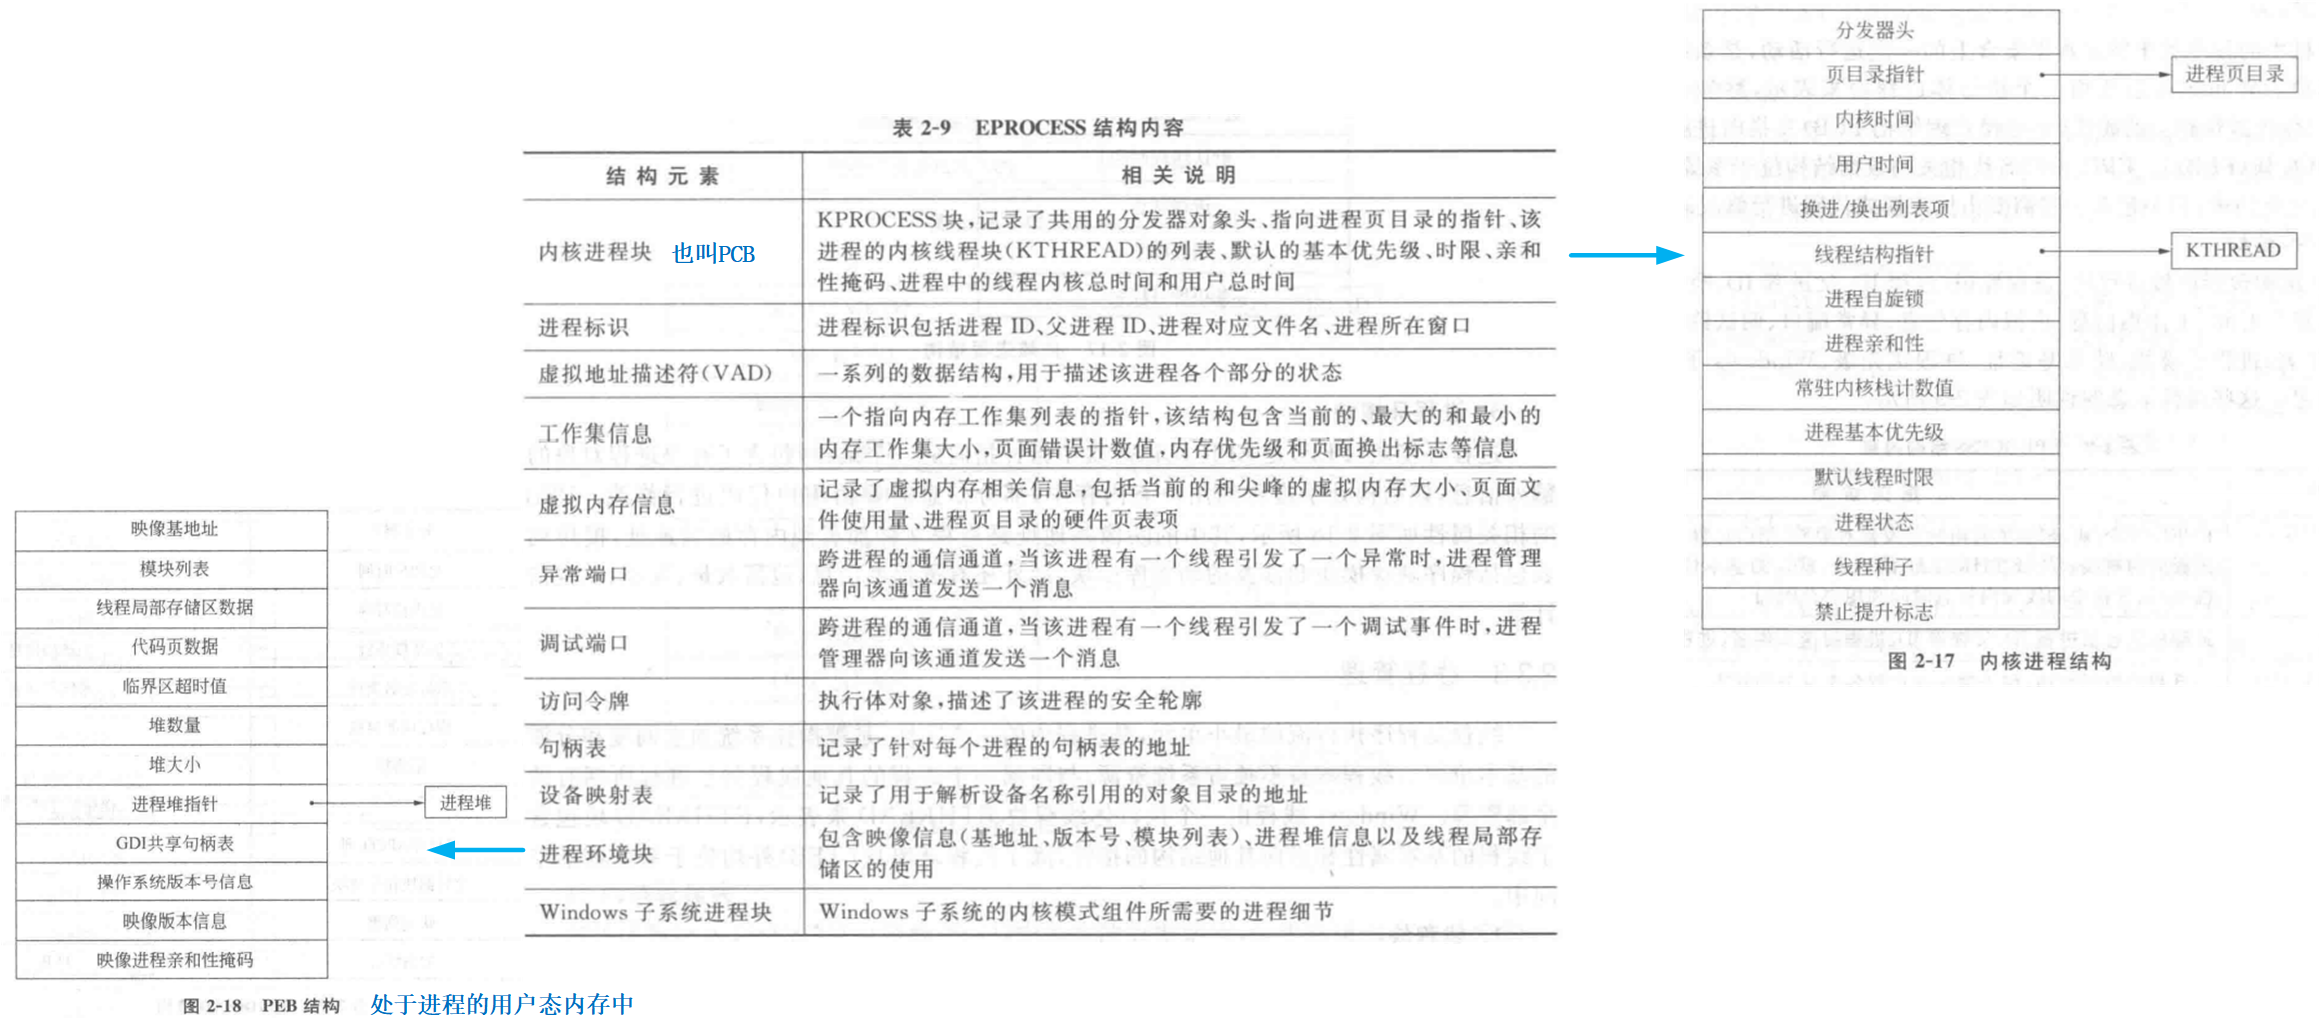 表 2-9 EPROCESS 结构内容
结构元素 相关说明
内核进程块 也叫PCB
KPROCESS块,记录了共用的分发器对象头、指向进程页目录的指针、该
进程的内核线程块(KTHREAD)的列表、默认的基本优先级、时限、亲和
性掩码、进程中的线程内核总时间和用户总时间
进程标识 进程标识包括进程 ID、父进程 ID、进程对应文件名、进程所在窗口
虚拟地址描述符(VAD) 一系列的数据结构,用于描述该进程各个部分的状态
工作集信息
一个指向内存工作集列表的指针,该结构包含当前的、最大的和最小的
内存工作集大小,页面错误计数值,内存优先级和页面换出标志等信息
虚拟内存信息
记录了虚拟内存相关信息,包括当前的和尖峰的虚拟内存大小、页面文
件使用量、进程页目录的硬件页表项
异常端口
跨进程的通信通道,当该进程有一个线程引发了一个异常时,进程管理
器向该通道发送一个消息
调试端口
跨进程的通信通道,当该进程有一个线程引发了一个调试事件时,进程
管理器向该通道发送一个消息
访问令牌 执行体对象,描述了该进程的安全轮廓
句柄表 记录了针对每个进程的句柄表的地址
设备映射表 记录了用于解析设备名称引用的对象目录的地址
进程环境块
包含映像信息(基地址、版本号、模块列表)、进程堆信息以及线程局部存
储区的使用
Windows 子系统进程块 Windows 子系统的内核模式组件所需要的进程细节
映像基地址
模块列表
线程局部存储区数据
代码页数据
临界区超时值
堆数量
堆大小
进程堆指针 进程堆
GDI共享句柄表
操作系统版本号信息
映像版本信息
映像进程亲和性掩码
图 2-18 PEB 结构 处于进程的用户态内存中
分发器头
页目录指针 进程页目录
内核时间
用户时间
换进/换出列表项
线程结构指针 KTHREAD
进程自旋锁
进程亲和性
常驻内核栈计数值
进程基本优先级
默认线程时限
进程状态
线程种子
禁止提升标志
图 2-17 内核进程结构